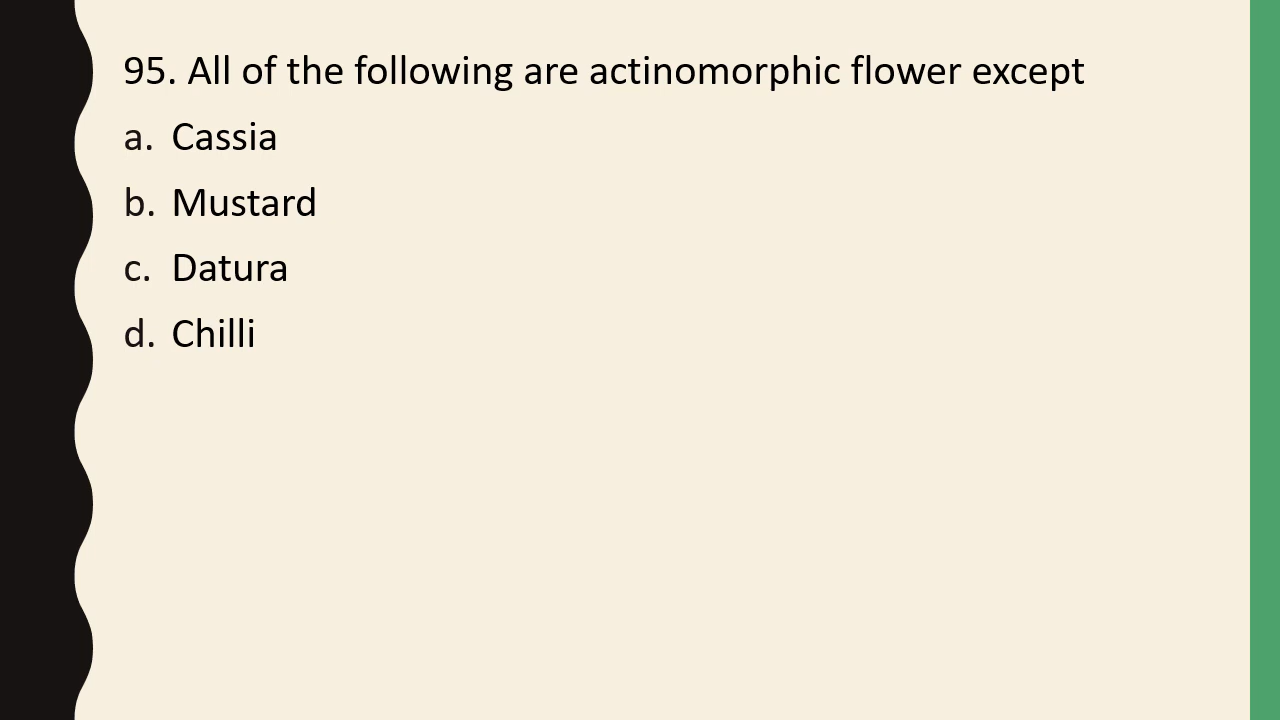 95. All of the following are actinomorphic flower except
a. Cassia
b. Mustard
c. Datura
d. Chilli